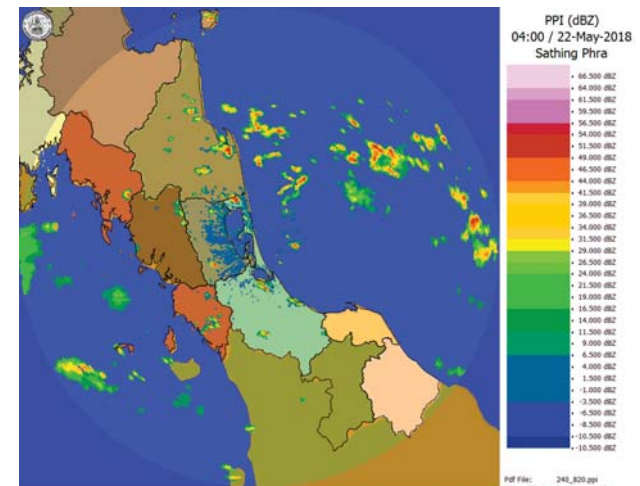 PPI (dBZ)
04:00 / 22-May-2018
Sathing Phra
66.500 dBZ
64.000 dBZ
61.500 dBZ
59.500 dBZ
56.500 dBZ
54.000 dBZ
51.500 dBZ
49.000 dBZ
46.500 dBZ
44.000 dBZ
41.500 dBZ
39.000 dBZ
36.500 dBZ
34.000 dBZ
31.500 dBZ
29.000 dBZ
26.500 dBZ
24.000 dBZ
21.500 dBZ
19.000 dBZ
16.500 dBZ
14.000 dBZ
11.500 dBZ
9.000 dBZ
6.500 dBZ
4.000 dBZ
1.500 dBZ
-1.000 dBZ
-3.500 dBZ
-6.500 dBZ
-8.500 dBZ
-10.500 dBZ
-10.500 dBZ
Pdf File: 240_820.ppi